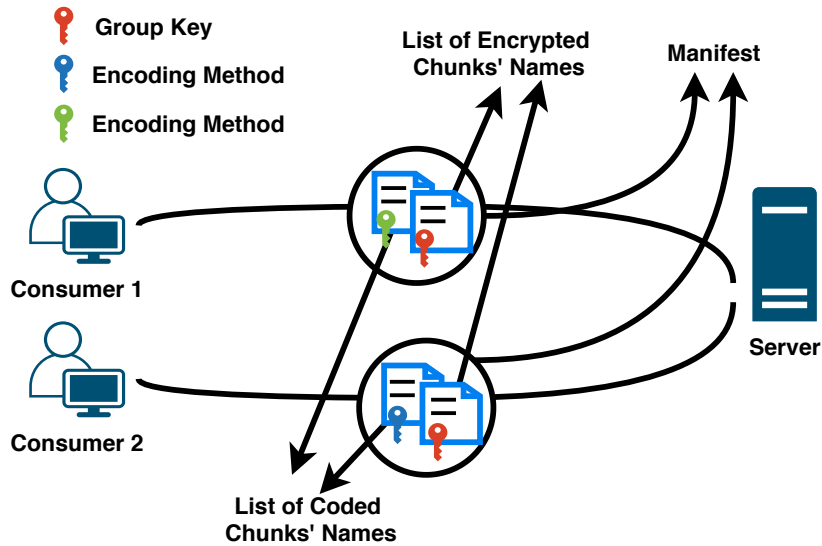 Group Key
Encoding Method
Encoding Method
List of Encrypted
Chunks' Names
Manifest
Consumer 1
Server
Consumer 2
List of Coded
Chunks' Names